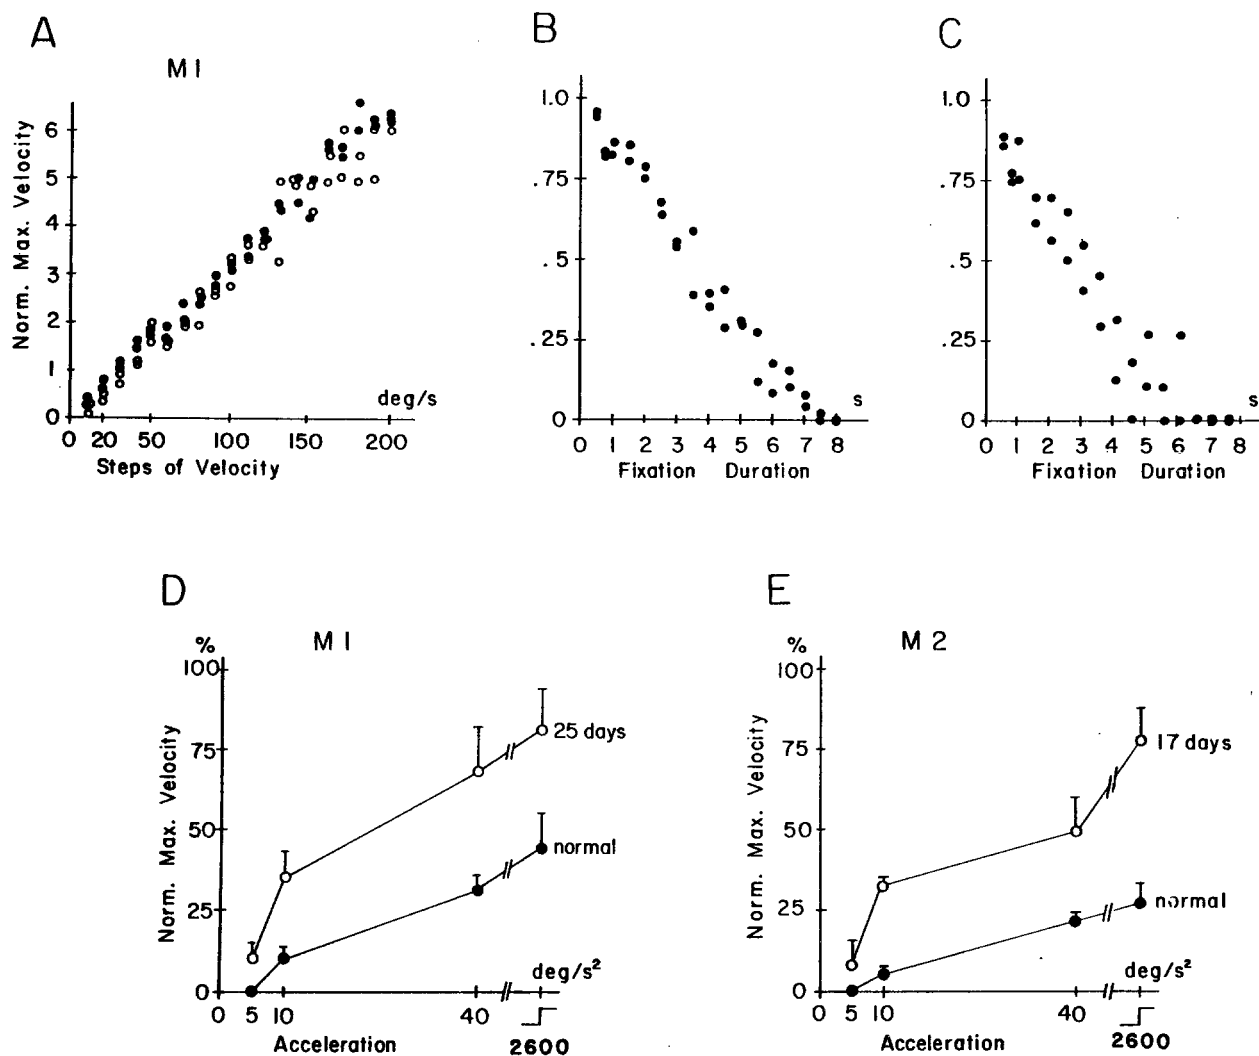 A
M1
Norm. Max. Velocity
6
5
4
3
2
1
0
deg/s
0 20 50 100 150 200
Steps of Velocity
B
1.0
.75
.5
.25
0
s
0 1 2 3 4 5 6 7 8
Fixation Duration
C
1.0
.75
.5
.25
0
s
0 1 2 3 4 5 6 7 8
Fixation Duration
D
M1
%
100
75
50
25
0
Norm. Max. Velocity
25 days
normal
deg/s²
0 5 10 40
2600
Acceleration
E
M2
%
100
75
50
25
0
Norm. Max. Velocity
17 days
normal
deg/s²
0 5 10 40
2600
Acceleration